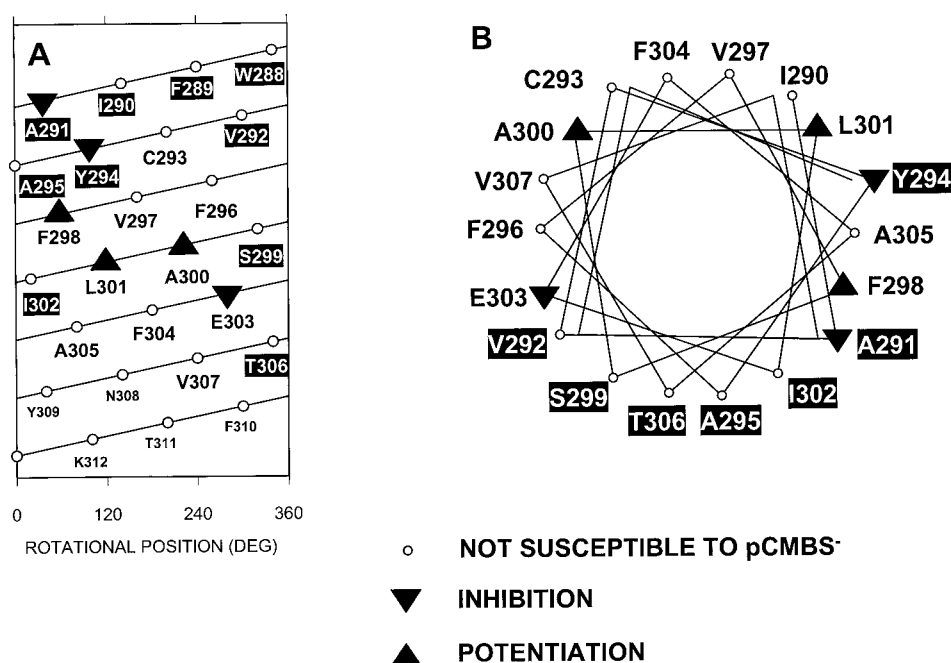 A
W288
F289
I290
A291
V292
C293
Y294
A295
F296
V297
F298
S299
A300
L301
I302
E303
F304
A305
T306
V307
N308
Y309
F310
T311
K312
0 120 240 360
ROTATIONAL POSITION (DEG)
B
F304 V297
C293 I290
A300 L301
V307 Y294
F296 A305
E303 F298
V292 A291
S299 I302
T306 A295
NOT SUSCEPTIBLE TO pCMBS-
INHIBITION
POTENTIATION